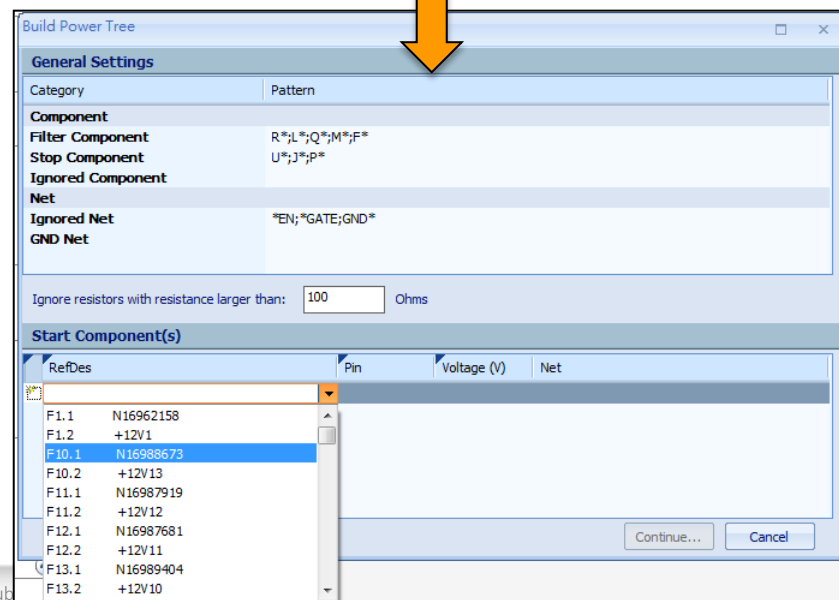 Build Power Tree
General Settings
Category Pattern
Component
Filter Component R*;L*;Q*;M*;F*
Stop Component U*;J*;P*
Ignored Component
Net
Ignored Net *EN;*GATE;GND*
GND Net
Ignore resistors with resistance larger than: 100 Ohms
Start Component(s)
RefDes Pin Voltage (V) Net
F1.1 N16962158
F1.2 +12V1
F10.1 N16988673
F10.2 +12V13
F11.1 N16987919
F11.2 +12V12
F12.1 N16987681
F12.2 +12V11
Continue... Cancel
F13.1 N16989404
F13.2 +12V10